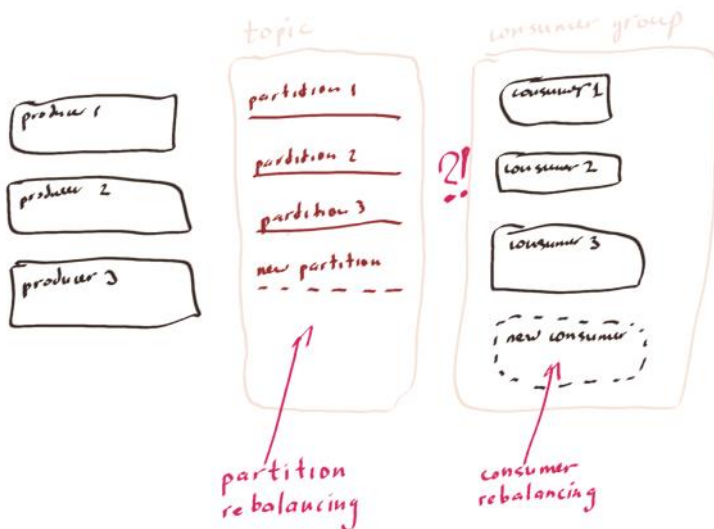 topic
consumer group
producer 1
producer 2
producer 3
partition 1
partition 2
partition 3
new partition
?!
consumer 1
consumer 2
consumer 3
new consumer
partition
rebalancing
consumer
rebalancing